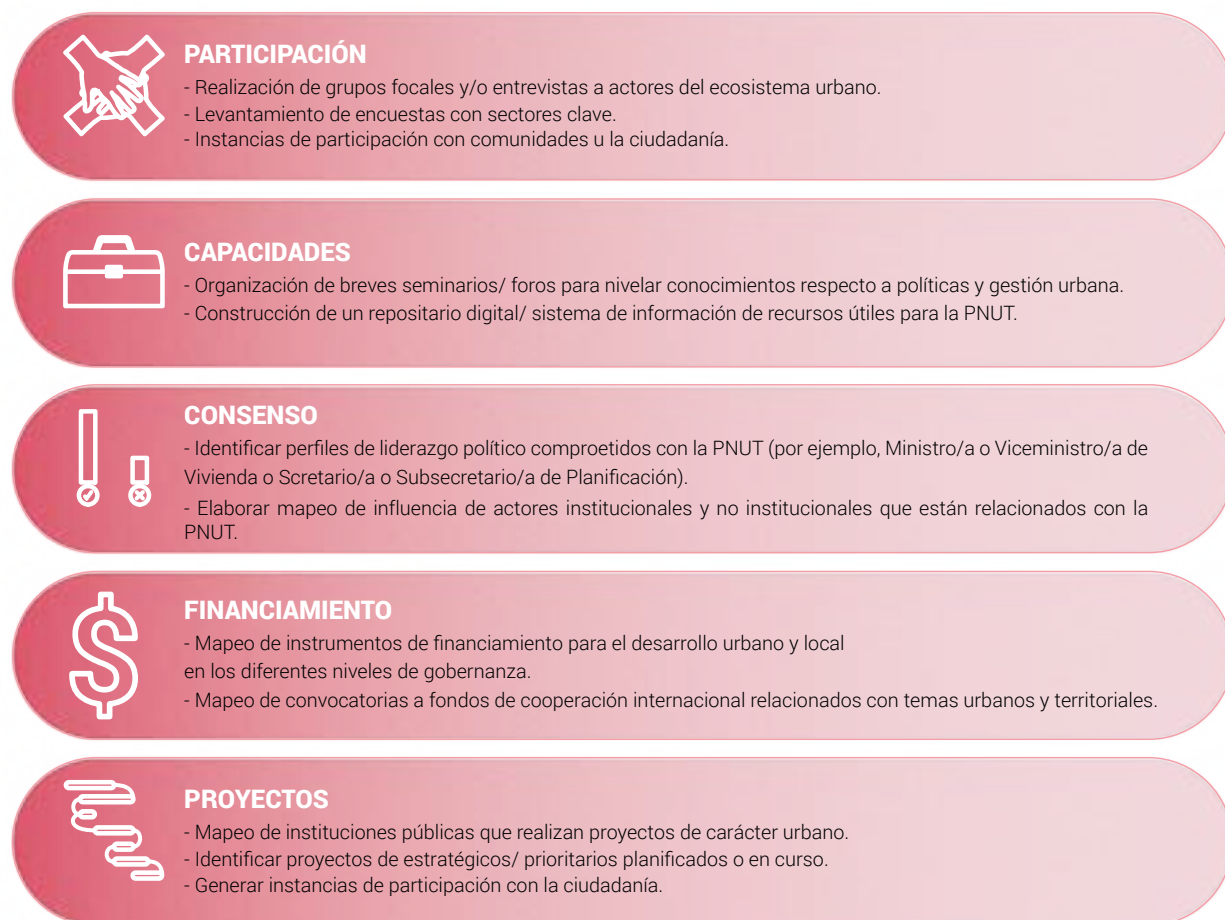 PARTICIPACIÓN
- Realización de grupos focales y/o entrevistas a actores del ecosistema urbano.
- Levantamiento de encuestas con sectores clave.
- Instancias de participación con comunidades u la ciudadanía.
CAPACIDADES
- Organización de breves seminarios/ foros para nivelar conocimientos respecto a políticas y gestión urbana.
- Construcción de un repositario digital/ sistema de información de recursos útiles para la PNUT.
CONSENSO
- Identificar perfiles de liderazgo político comproetidos con la PNUT (por ejemplo, Ministro/a o Viceministro/a de
Vivienda o Scretario/a o Subsecretario/a de Planificación).
- Elaborar mapeo de influencia de actores institucionales y no institucionales que están relacionados con la
PNUT.
FINANCIAMIENTO
- Mapeo de instrumentos de financiamiento para el desarrollo urbano y local
en los diferentes niveles de gobernanza.
- Mapeo de convocatorias a fondos de cooperación internacional relacionados con temas urbanos y territoriales.
PROYECTOS
- Mapeo de instituciones públicas que realizan proyectos de carácter urbano.
- Identificar proyectos de estratégicos/ prioritarios planificados o en curso.
- Generar instancias de participación con la ciudadanía.